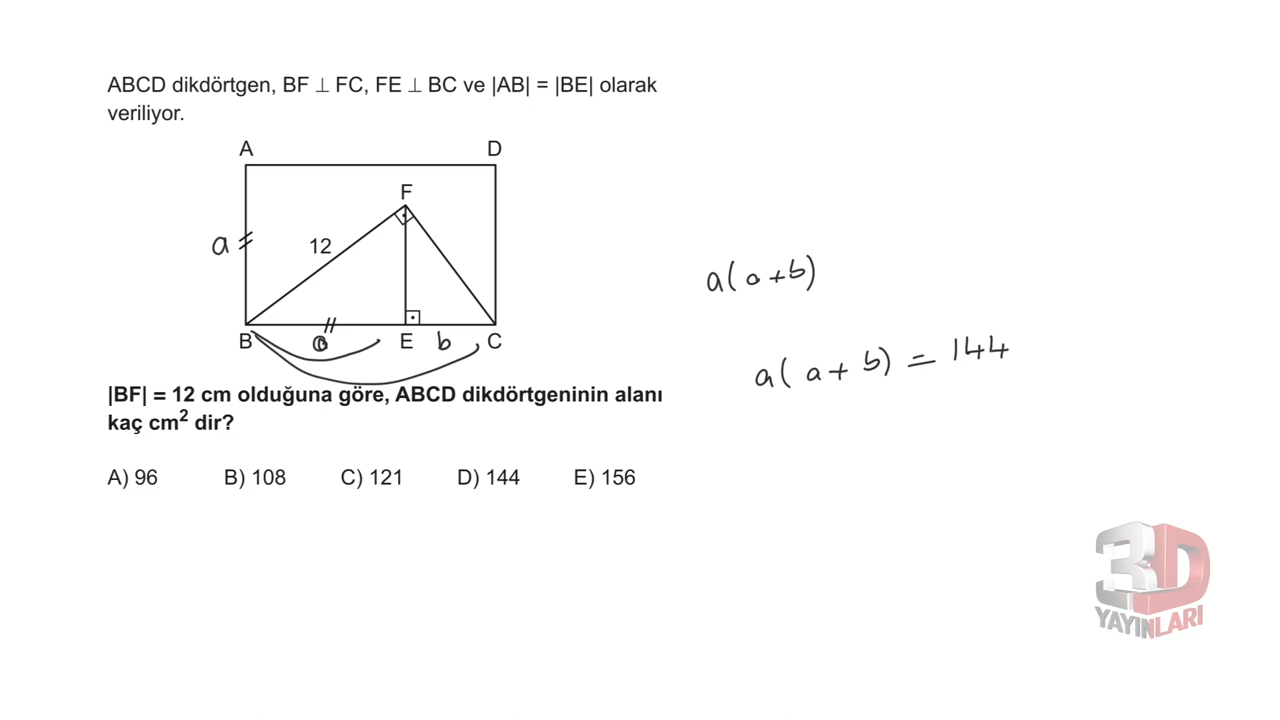 ABCD dikdörtgen, BF ⊥ FC, FE ⊥ BC ve |AB| = |BE| olarak
veriliyor.
A D
F
a 12
B a E b C
a(a+b)
a(a+b) = 144
|BF| = 12 cm olduğuna göre, ABCD dikdörtgeninin alanı
kaç cm² dir?
A) 96 B) 108 C) 121 D) 144 E) 156
3D
YAYINLARI